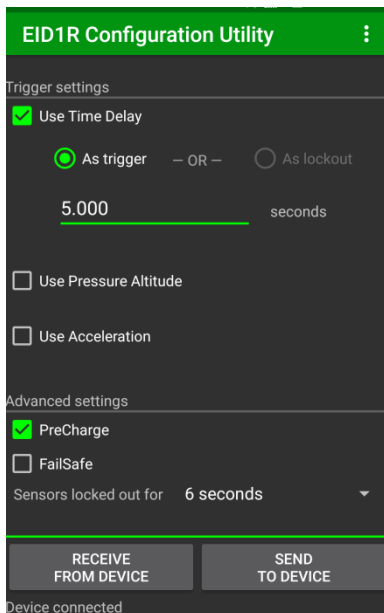 EID1R Configuration Utility
Trigger settings
Use Time Delay
As trigger – OR – As lockout
5.000 seconds
Use Pressure Altitude
Use Acceleration
Advanced settings
PreCharge
FailSafe
Sensors locked out for 6 seconds
RECEIVE SEND
FROM DEVICE TO DEVICE
Device connected